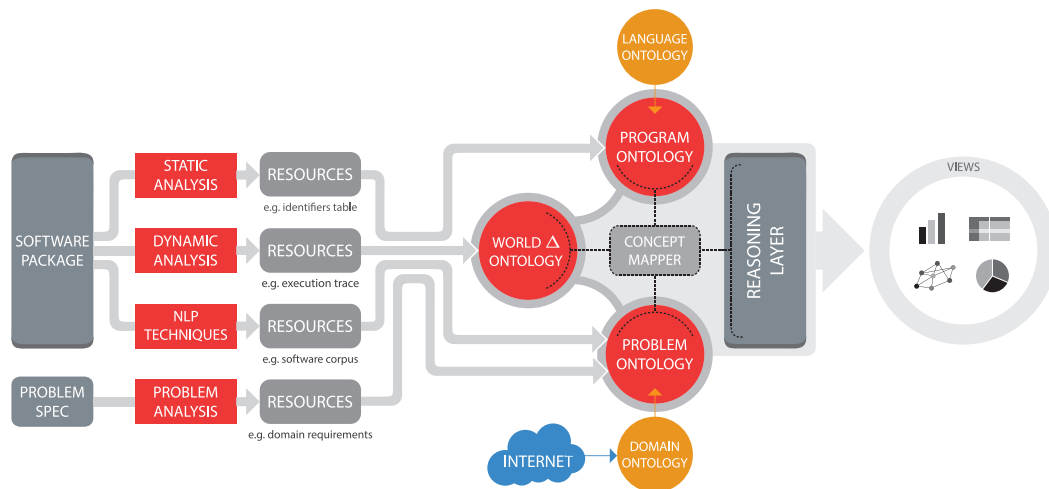 LANGUAGE
ONTOLOGY
PROGRAM
ONTOLOGY
STATIC
ANALYSIS
RESOURCES
e.g. identifiers table
VIEWS
SOFTWARE
PACKAGE
DYNAMIC
ANALYSIS
RESOURCES
e.g. execution trace
WORLD Δ
ONTOLOGY
CONCEPT
MAPPER
REASONING
LAYER
NLP
TECHNIQUES
RESOURCES
e.g. software corpus
PROBLEM
ONTOLOGY
PROBLEM
SPEC
PROBLEM
ANALYSIS
RESOURCES
e.g. domain requirements
INTERNET
DOMAIN
ONTOLOGY